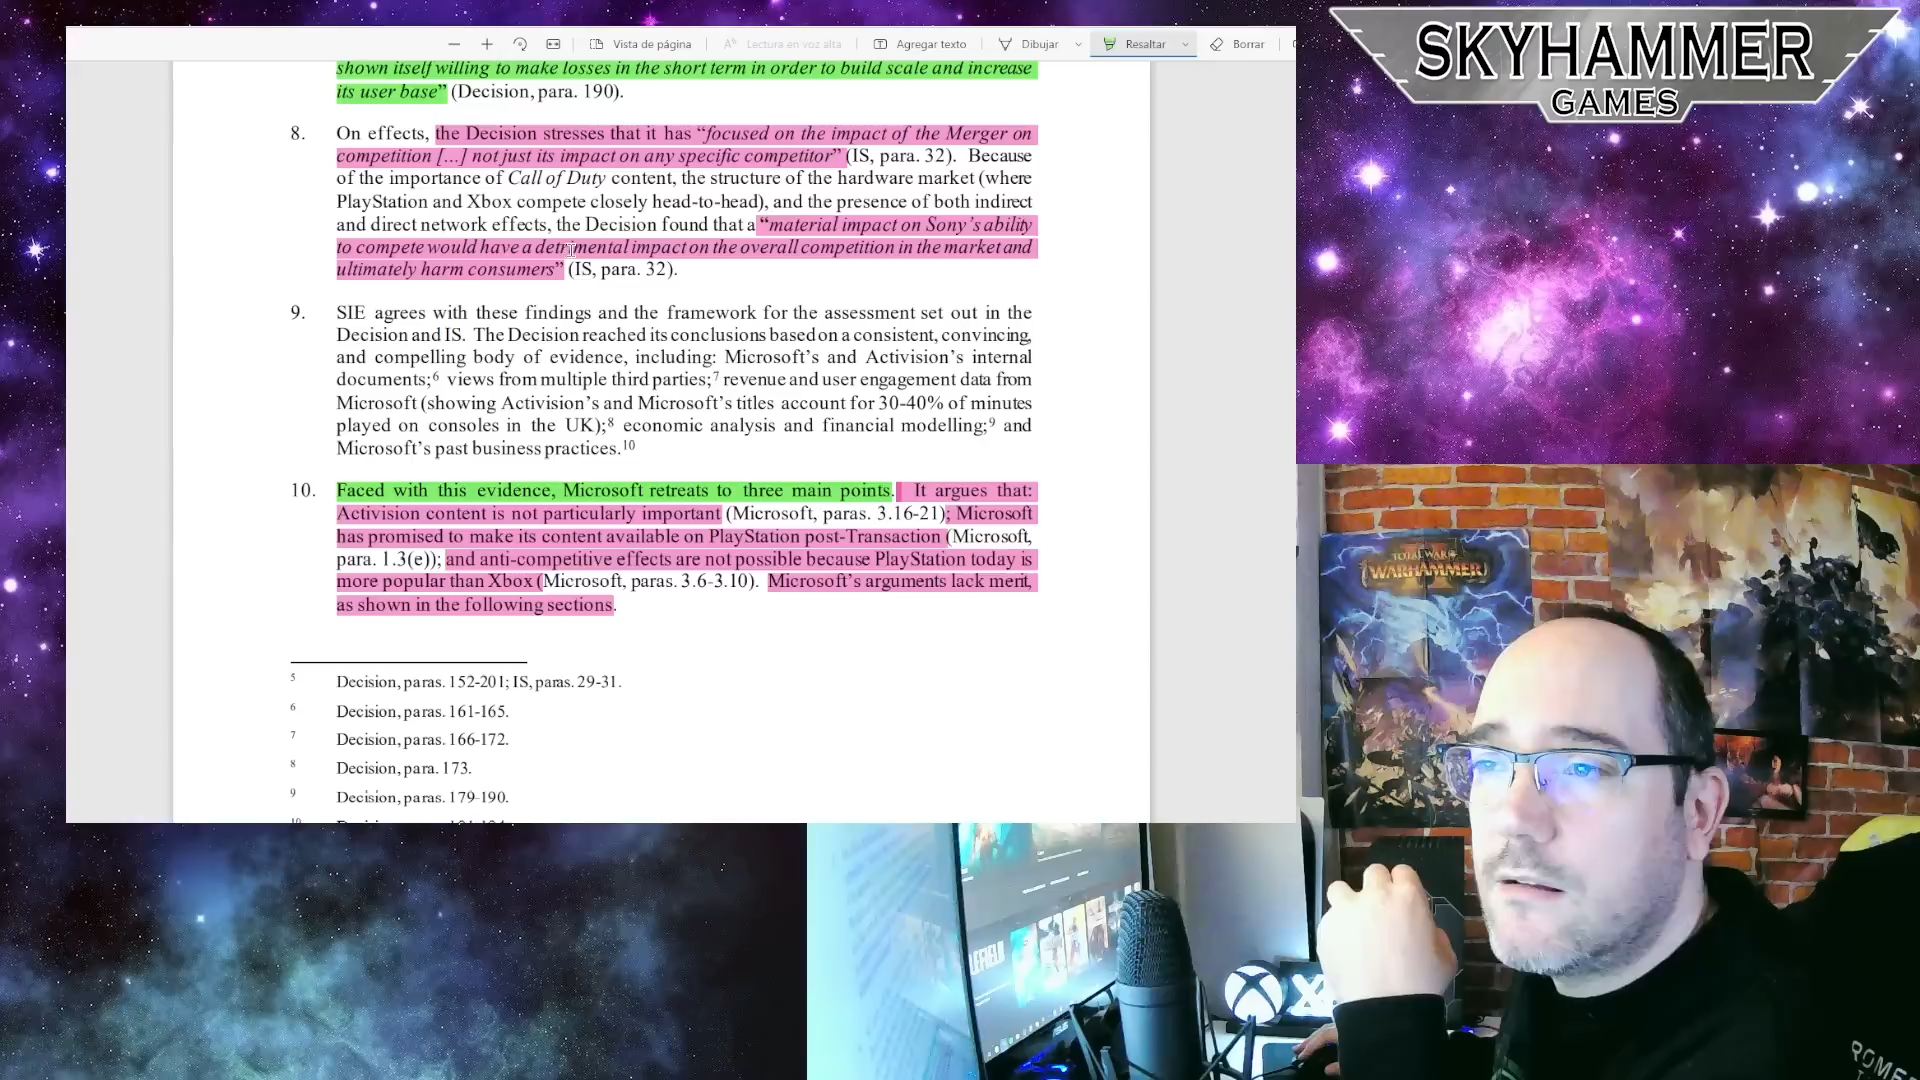 Vista de página
Lectura en voz alta
Agregar texto
Dibujar
Resaltar
Borrar
SKYHAMMER
GAMES
shown itself willing to make losses in the short term in order to build scale and increase
its user base” (Decision, para. 190).
8. On effects, the Decision stresses that it has “focused on the impact of the Merger on
competition [...] not just its impact on any specific competitor” (IS, para. 32). Because
of the importance of Call of Duty content, the structure of the hardware market (where
PlayStation and Xbox compete closely head-to-head), and the presence of both indirect
and direct network effects, the Decision found that a “material impact on Sony’s ability
to compete would have a detrimental impact on the overall competition in the market and
ultimately harm consumers” (IS, para. 32).
9. SIE agrees with these findings and the framework for the assessment set out in the
Decision and IS. The Decision reached its conclusions based on a consistent, convincing,
and compelling body of evidence, including: Microsoft’s and Activision’s internal
documents;6 views from multiple third parties;7 revenue and user engagement data from
Microsoft (showing Activision’s and Microsoft’s titles account for 30-40% of minutes
played on consoles in the UK);8 economic analysis and financial modelling;9 and
Microsoft’s past business practices.10
10. Faced with this evidence, Microsoft retreats to three main points. It argues that:
Activision content is not particularly important (Microsoft, paras. 3.16-21); Microsoft
has promised to make its content available on PlayStation post-Transaction (Microsoft,
para. 1.3(e)); and anti-competitive effects are not possible because PlayStation today is
more popular than Xbox (Microsoft, paras. 3.6-3.10). Microsoft’s arguments lack merit,
as shown in the following sections.
5 Decision, paras. 152-201; IS, paras. 29-31.
6 Decision, paras. 161-165.
7 Decision, paras. 166-172.
8 Decision, para. 173.
9 Decision, paras. 179-190.
TOTAL WAR
WARHAMMER